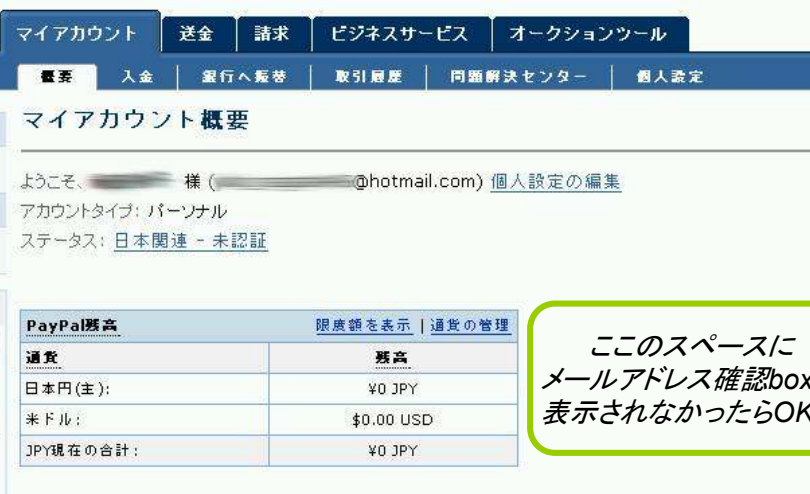 マイアカウント 送金 請求 ビジネスサービス オークションツール
概要 入金 銀行へ振替 取引履歴 問題解決センター 個人設定
マイアカウント概要
ようこそ、 様 ( @hotmail.com) 個人設定の編集
アカウントタイプ: パーソナル
ステータス: 日本関連 - 未認証
PayPal残高 限度額を表示 | 通貨の管理
通貨 残高
日本円(主): ¥0 JPY
米ドル: $0.00 USD
JPY現在の合計: ¥0 JPY
ここのスペースに
メールアドレス確認box
表示されなかったらOK